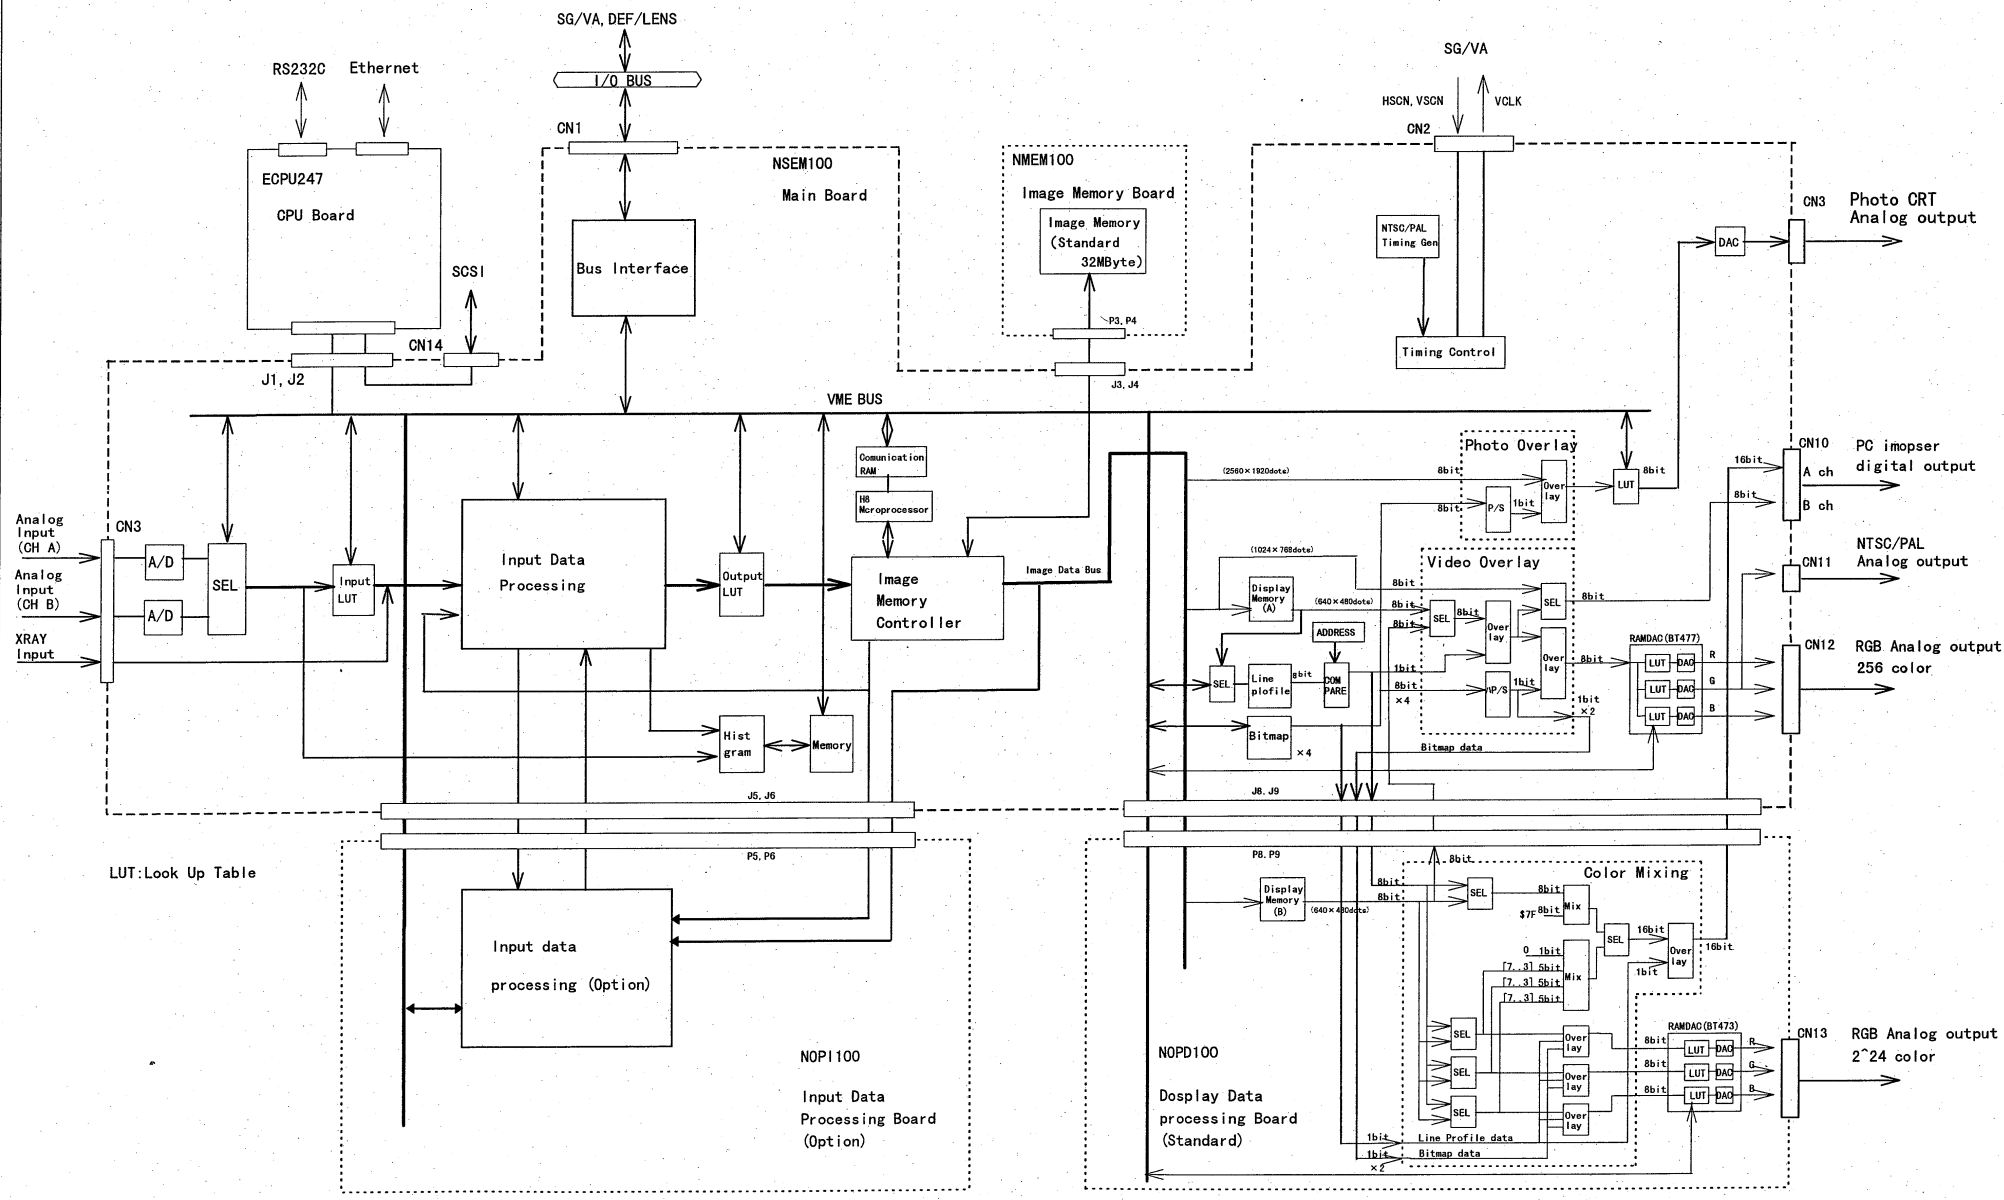 SG/VA, DEF/LENS
I/O BUS
RS232C
Ethernet
CN1
SG/VA
HSCN, VSCN
VCLK
CN2
ECPU247
CPU Board
NSEM100
Main Board
NMEM100
Image Memory Board
Image Memory
(Standard
32MByte)
P3, P4
NTSC/PAL
Timing Gen
Timing Control
CN3
Photo CRT
Analog output
DAC
Bus Interface
SCSI
CN14
J1, J2
J3, J4
VME BUS
Comunication
RAM
H8
Mcroprocessor
(2560×1920dots)
8bit
8bit
Photo Overlay
Over
lay
P/S
1bit
LUT
8bit
16bit
8bit
CN10
PC imopser
digital output
A ch
B ch
Analog
Input
(CH A)
Analog
Input
(CH B)
XRAY
Input
CN3
A/D
A/D
SEL
Input
LUT
Input Data
Processing
Output
LUT
Image
Memory
Controller
Image Data Bus
(1024×768dots)
Display
Memory
(A)
(640×480dots)
Video Overlay
8bit
8bit
8bit
SEL
8bit
Over
lay
SEL
8bit
Over
lay
8bit
ADDRESS
SEL
Line
plofile
8bit
COM
PARE
1bit
8bit
×4
P/S
1bit
1bit
×2
Bitmap
×4
Bitmap data
RAMDAC(BT477)
LUT
DAC
R
LUT
DAC
G
LUT
DAC
B
CN11
NTSC/PAL
Analog output
CN12
RGB Analog output
256 color
Hist
gram
Memory
J5, J6
J8, J9
P5, P6
P8, P9
LUT:Look Up Table
Input data
processing (Option)
NOPI100
Input Data
Processing Board
(Option)
NOPD100
Dosplay Data
processing Board
(Standard)
Display
Memory
(B)
(640×480dots)
8bit
8bit
8bit
Color Mixing
SEL
8bit
$7F
8bit
Mix
0
1bit
[7..3] 5bit
[7..3] 5bit
[7..3] 5bit
Mix
SEL
16bit
1bit
Over
lay
16bit
SEL
SEL
SEL
Over
lay
Over
lay
Over
lay
8bit
8bit
8bit
RAMDAC(BT473)
LUT
DAC
R
LUT
DAC
G
LUT
DAC
B
CN13
RGB Analog output
2^24 color
1bit
Line Profile data
1bit
×2
Bitmap data